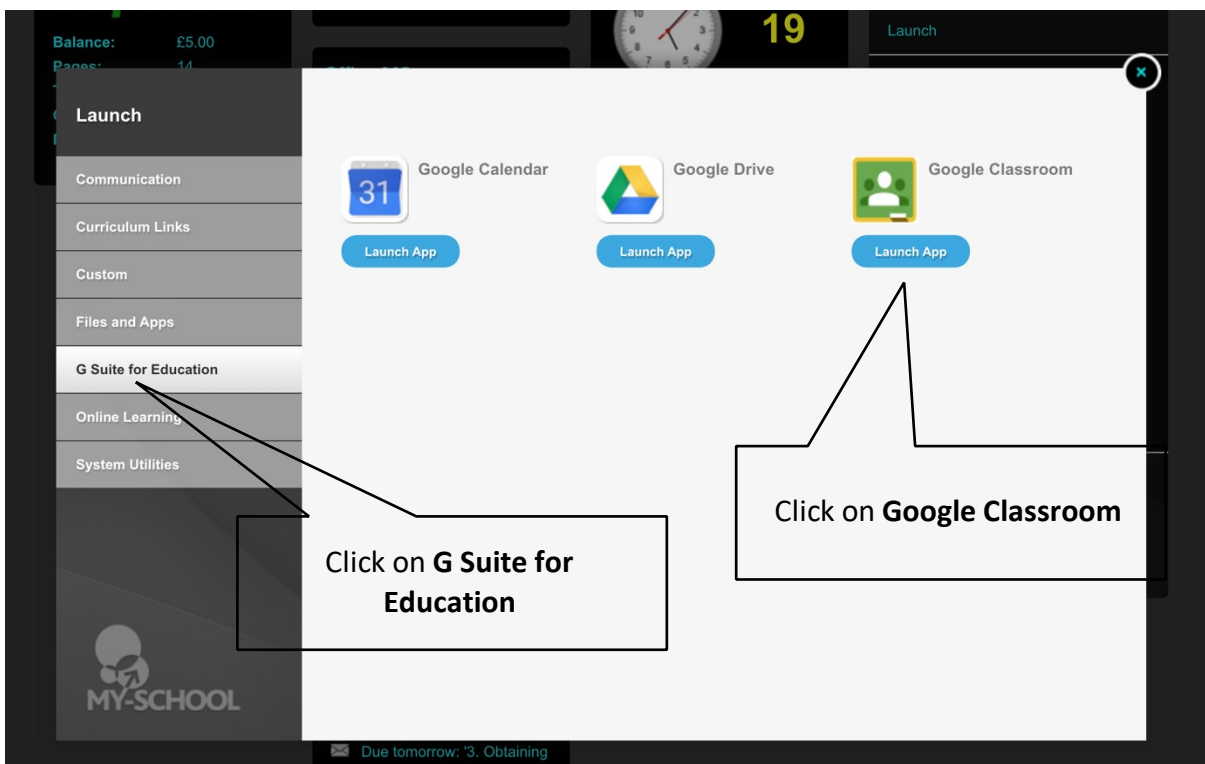 Balance: £5.00
Pages: 14
19
Launch
Launch
Communication
Curriculum Links
Custom
Files and Apps
G Suite for Education
Online Learning
System Utilities
31
Google Calendar
Launch App
Google Drive
Launch App
Google Classroom
Launch App
Click on G Suite for
Education
Click on Google Classroom
MY-SCHOOL
Due tomorrow: '3. Obtaining